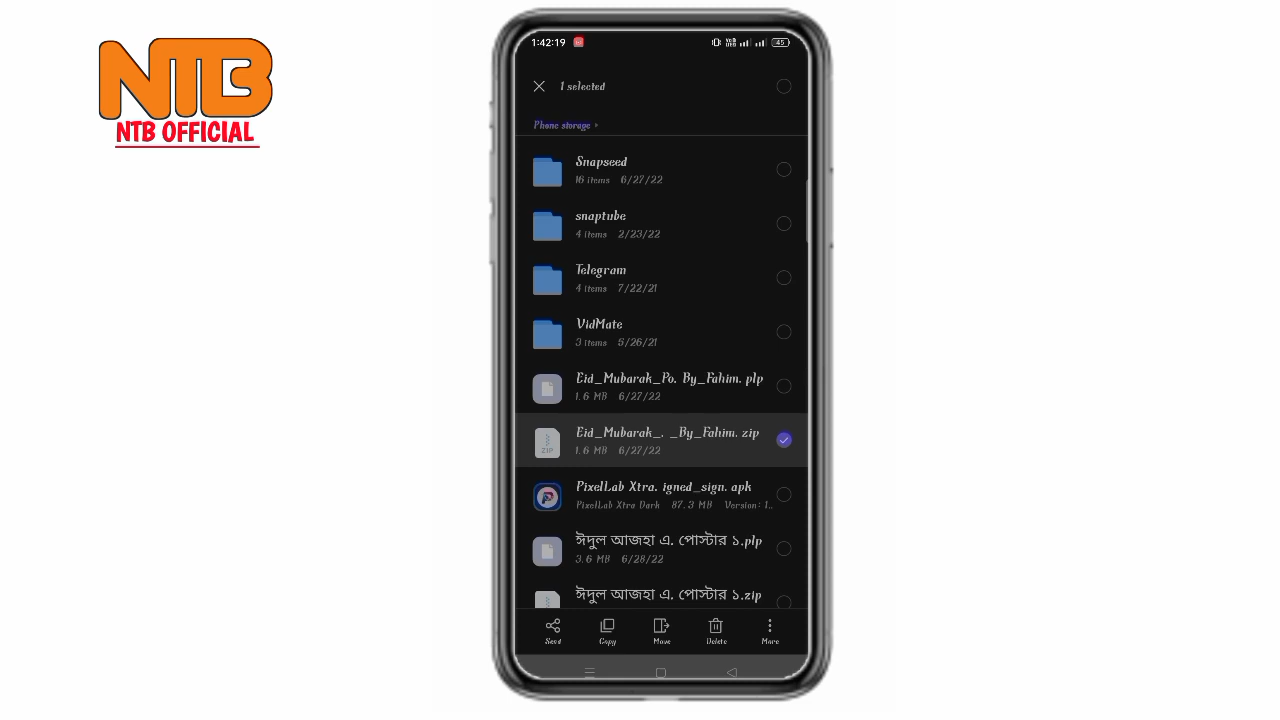 NTB
NTB OFFICIAL
1:42:19
45
1 selected
Phone storage
Snapseed
16 items 6/27/22
snaptube
4 items 2/23/22
Telegram
4 items 7/22/21
VidMate
3 items 5/26/21
Eid_Mubarak_Po. By_Fahim. plp
1.6 MB 6/27/22
Eid_Mubarak_. _By_Fahim. zip
ZIP
1.6 MB 6/27/22
PixelLab Xtra. igned_sign. apk
PixelLab Xtra Dark 87.3 MB Version: 1..
ঈদুল আজহা এ. পোস্টার ১.plp
3.6 MB 6/28/22
ঈদুল আজহা এ. পোস্টার ১.zip
Send Copy Move Delete More